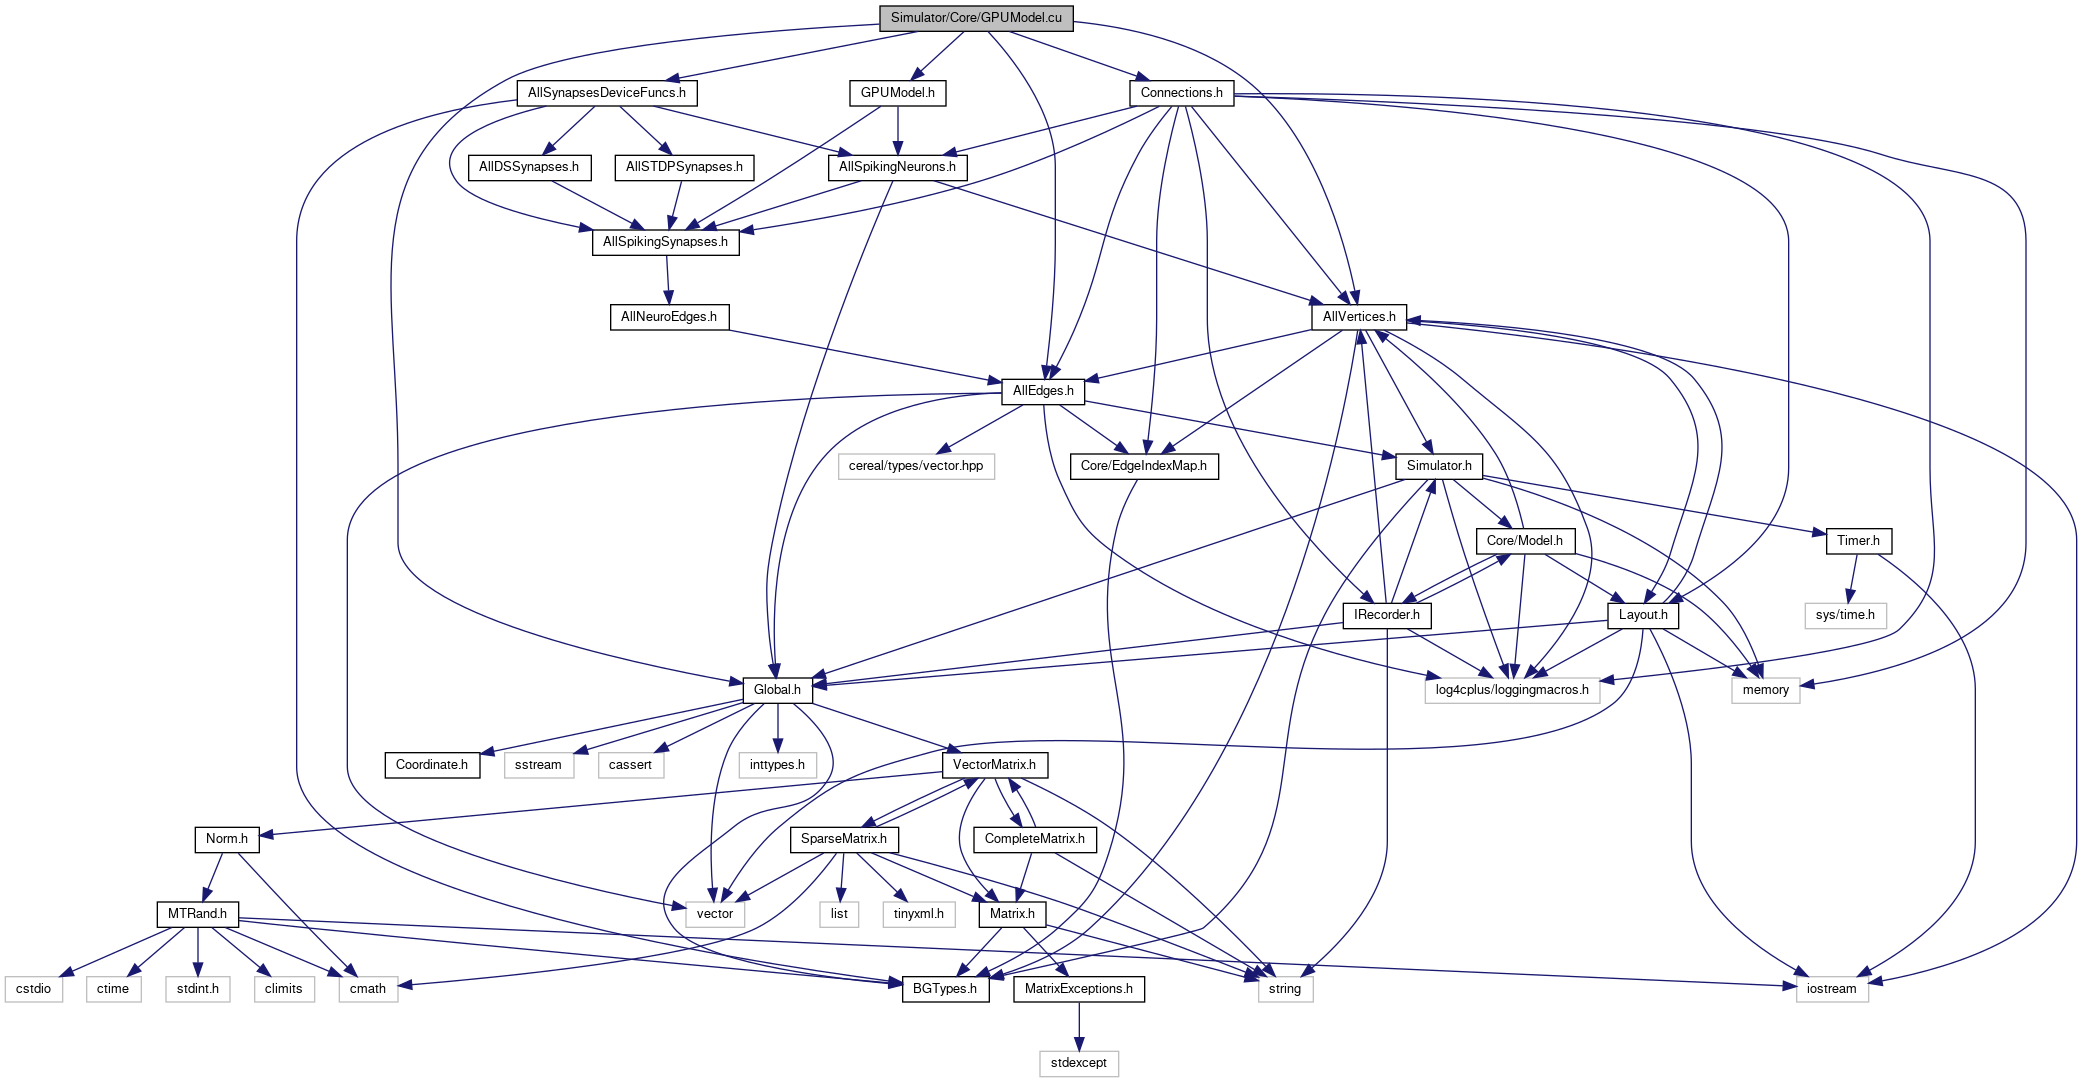 Simulator/Core/GPUModel.cu
AllSynapsesDeviceFuncs.h
GPUModel.h
Connections.h
AllDSSynapses.h
AllSTDPSynapses.h
AllSpikingNeurons.h
AllSpikingSynapses.h
AllNeuroEdges.h
AllVertices.h
AllEdges.h
cereal/types/vector.hpp
Core/EdgeIndexMap.h
Simulator.h
Core/Model.h
Timer.h
IRecorder.h
Layout.h
sys/time.h
Global.h
log4cplus/loggingmacros.h
memory
Coordinate.h
sstream
cassert
inttypes.h
VectorMatrix.h
Norm.h
SparseMatrix.h
CompleteMatrix.h
MTRand.h
vector
list
tinyxml.h
Matrix.h
cstdio
ctime
stdint.h
climits
cmath
BGTypes.h
MatrixExceptions.h
string
iostream
stdexcept